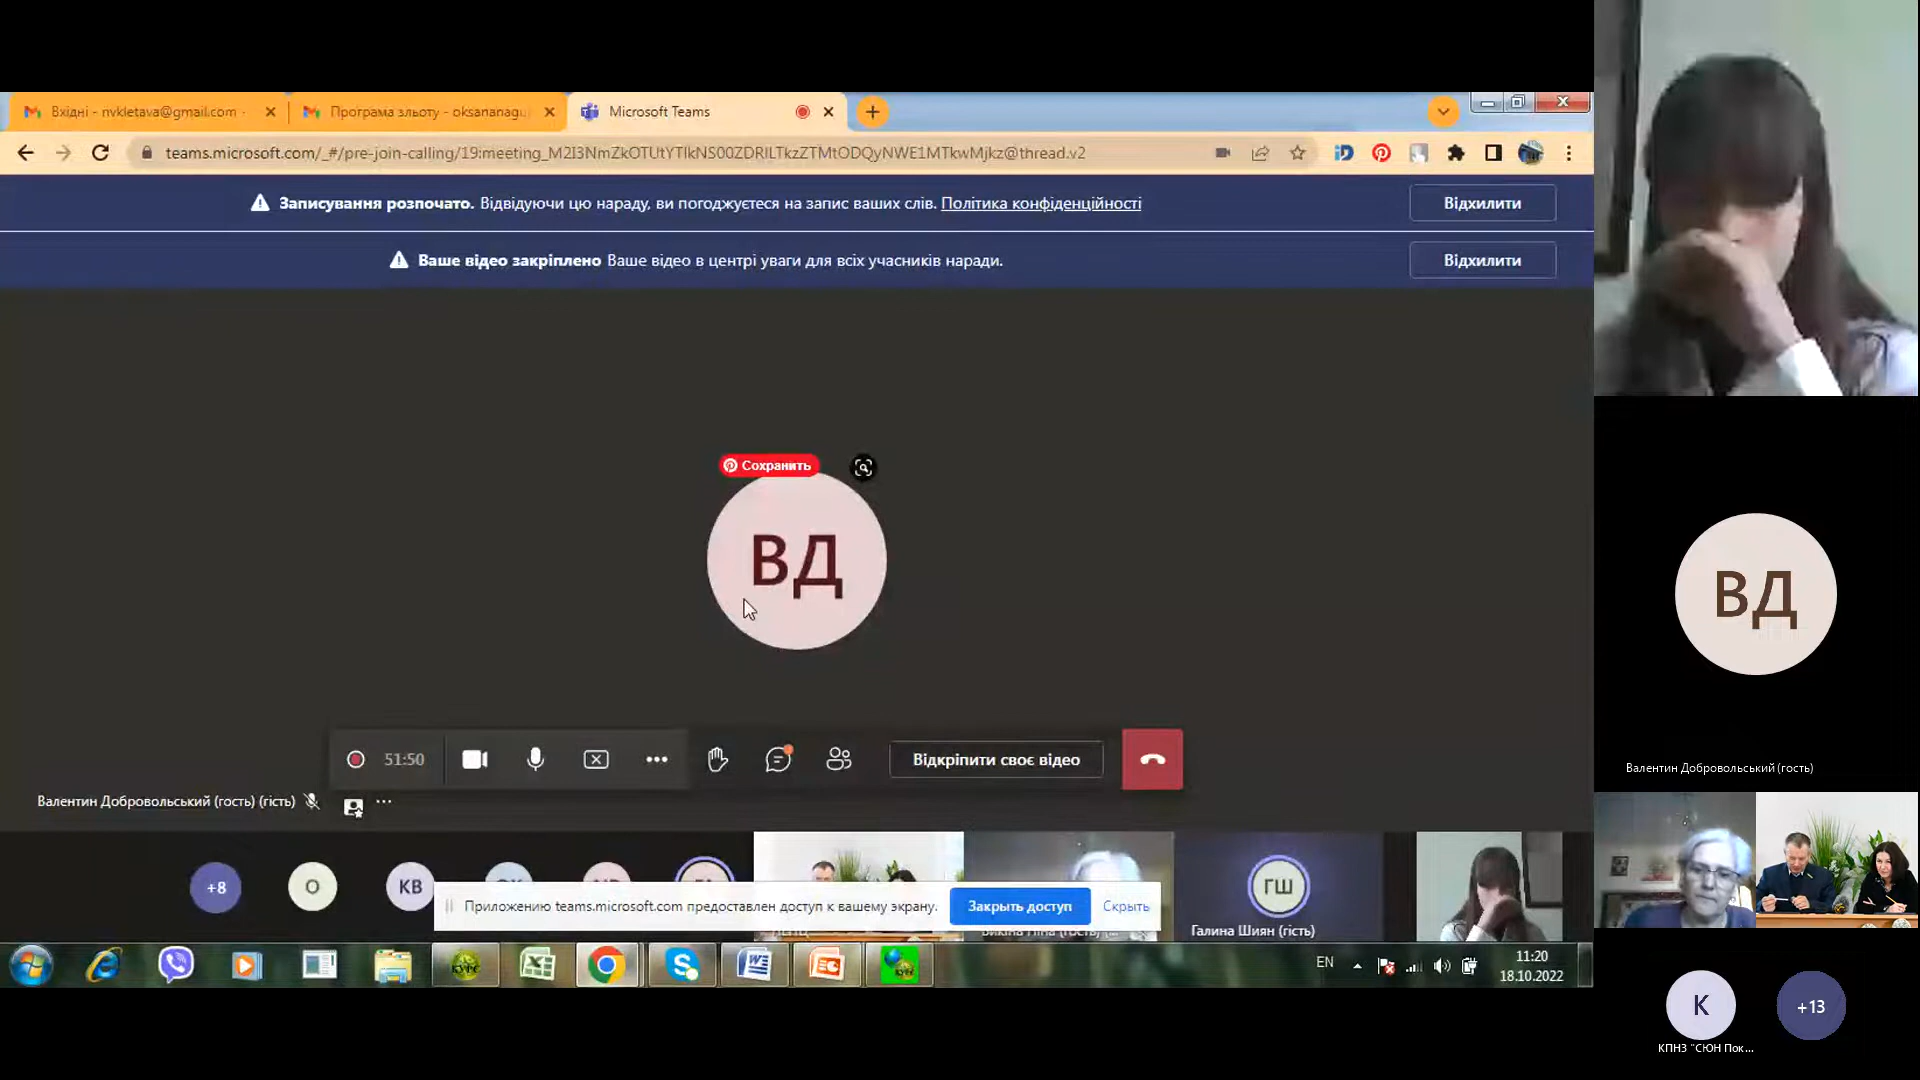 Вхідні - nvkletava@gmail.com -
Програма зльоту - oksananagu
Microsoft Teams
teams.microsoft.com/_#/pre-join-calling/19:meeting_M2I3NmZkOTUtYTlkNS00ZDRlLTkzZTMtODQyNWE1MTkwMjkz@thread.v2
Записування розпочато. Відвідуючи цю нараду, ви погоджуєтеся на запис ваших слів. Політика конфіденційності
Відхилити
Ваше відео закріплено Ваше відео в центрі уваги для всіх учасників наради.
Відхилити
Сохранить
ВД
51:50
Відкріпити своє відео
Валентин Добровольський (гость) (гість)
+8
О
КВ
ГШ
Галина Шиян (гість)
Приложению teams.microsoft.com предоставлен доступ к вашему экрану.
Закрыть доступ
Скрыть
EN
11:20
18.10.2022
ВД
Валентин Добровольський (гость)
К
КПНЗ "СЮН Пок...
+13